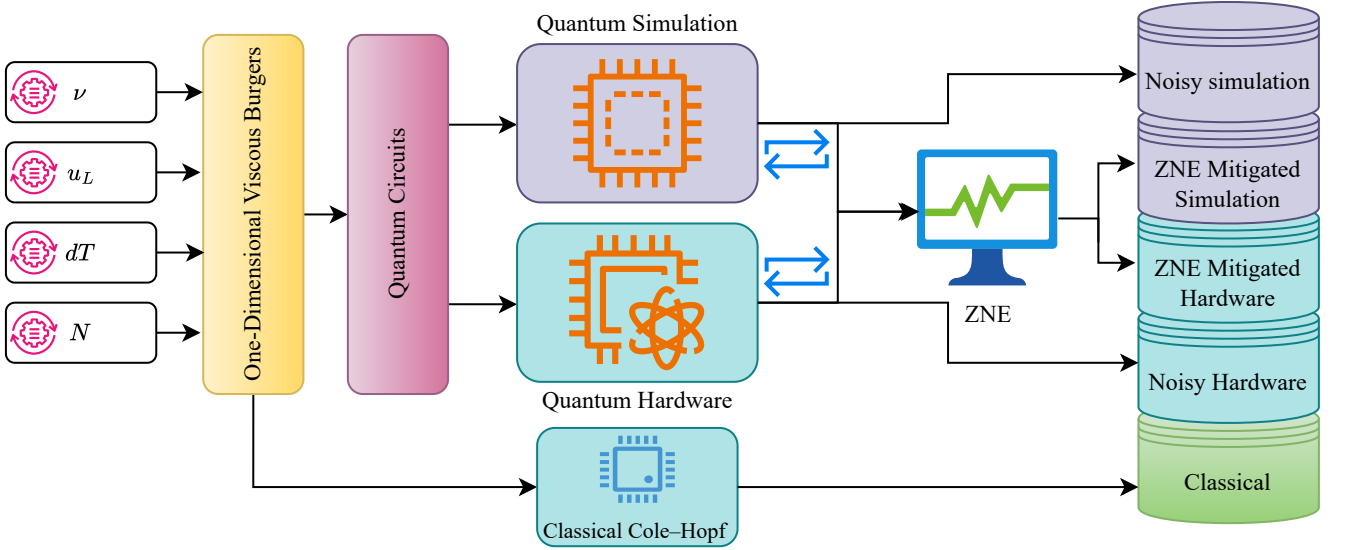 ν
u_L
dT
N
One-Dimensional Viscous Burgers
Quantum Circuits
Quantum Simulation
Quantum Hardware
Classical Cole–Hopf
ZNE
Noisy simulation
ZNE Mitigated
Simulation
ZNE Mitigated
Hardware
Noisy Hardware
Classical